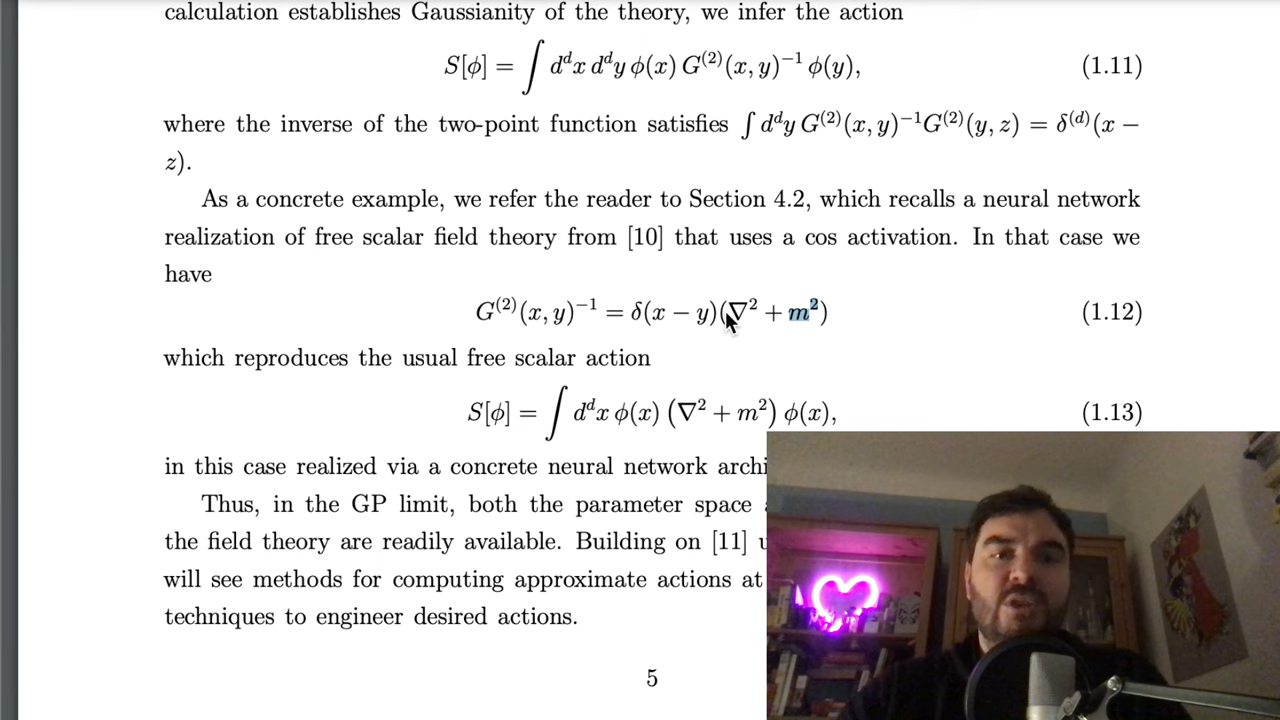 calculation establishes Gaussianity of the theory, we infer the action
S[ϕ] = ∫ dᵈx dᵈy ϕ(x) G⁽²⁾(x, y)⁻¹ ϕ(y), (1.11)
where the inverse of the two-point function satisfies ∫ dᵈy G⁽²⁾(x, y)⁻¹G⁽²⁾(y, z) = δ⁽ᵈ⁾(x −
z).
As a concrete example, we refer the reader to Section 4.2, which recalls a neural network
realization of free scalar field theory from [10] that uses a cos activation. In that case we
have
G⁽²⁾(x, y)⁻¹ = δ(x − y)(∇² + m²) (1.12)
which reproduces the usual free scalar action
S[ϕ] = ∫ dᵈx ϕ(x) (∇² + m²) ϕ(x), (1.13)
in this case realized via a concrete neural network
Thus, in the GP limit, both the parameter space
the field theory are readily available. Building on [11]
will see methods for computing approximate actions at
techniques to engineer desired actions.
5